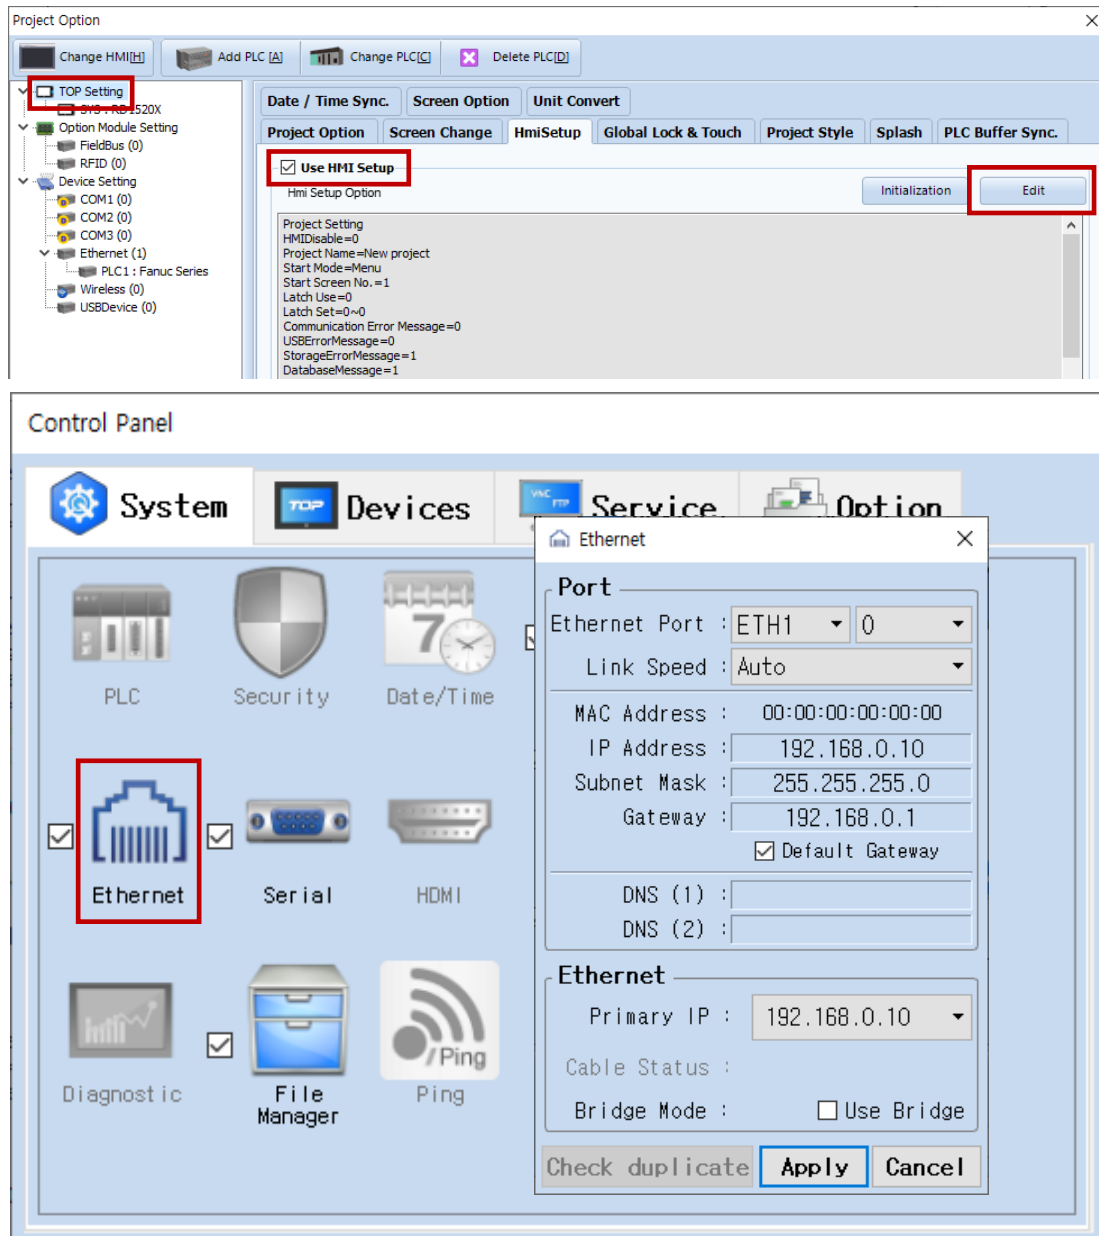 Project Option
Change HMI[H]
Add PLC [A]
Change PLC[C]
Delete PLC[D]
TOP Setting
SYS : RD1520X
Option Module Setting
FieldBus (0)
RFID (0)
Device Setting
COM1 (0)
COM2 (0)
COM3 (0)
Ethernet (1)
PLC1 : Fanuc Series
Wireless (0)
USBDevice (0)
Date / Time Sync.
Screen Option
Unit Convert
Project Option
Screen Change
HmiSetup
Global Lock & Touch
Project Style
Splash
PLC Buffer Sync.
Use HMI Setup
Hmi Setup Option
Initialization
Edit
Project Setting
HMIDisable=0
Project Name=New project
Start Mode=Menu
Start Screen No.=1
Latch Use=0
Latch Set=0~0
Communication Error Message=0
USBErrorMessage=0
StorageErrorMessage=1
DatabaseMessage=1
Control Panel
System
TOP
Devices
VNC
FTP
Service
Option
PLC
Security
7
Date/Time
Ethernet
Serial
HDMI
Diagnostic
File
Manager
/Ping
Ping
Ethernet
Port
Ethernet Port : ETH1 0
Link Speed : Auto
MAC Address : 00:00:00:00:00:00
IP Address : 192.168.0.10
Subnet Mask : 255.255.255.0
Gateway : 192.168.0.1
Default Gateway
DNS (1) :
DNS (2) :
Ethernet
Primary IP : 192.168.0.10
Cable Status :
Bridge Mode : Use Bridge
Check duplicate
Apply
Cancel